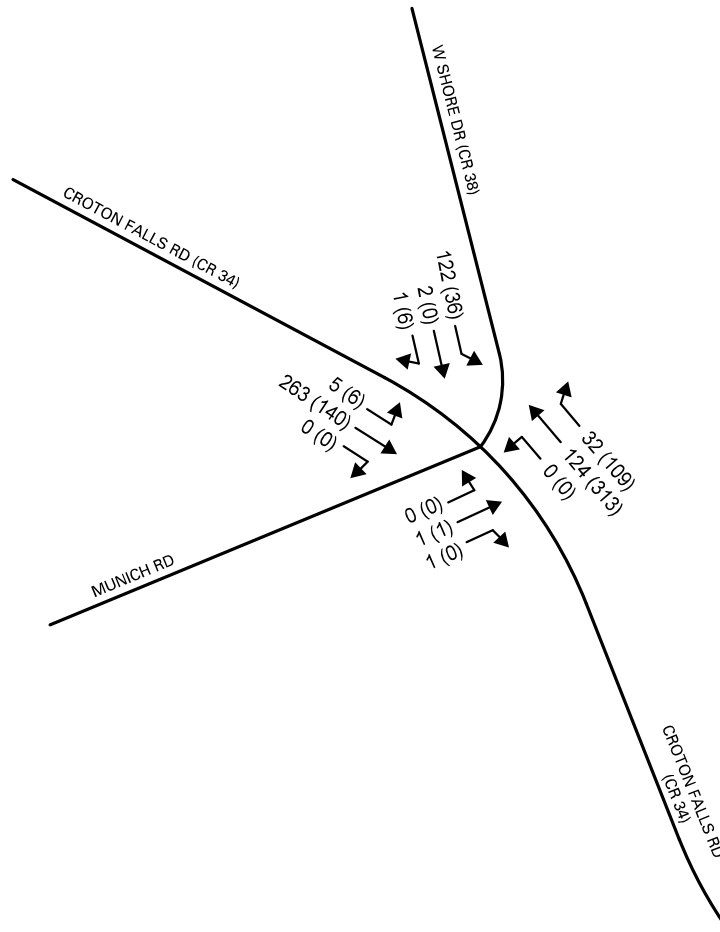 W SHORE DR (CR 38)
CROTON FALLS RD (CR 34)
122 (36)
2 (0)
1 (6)
5 (6)
263 (140)
0 (0)
32 (109)
124 (313)
0 (0)
0 (0)
1 (1)
1 (0)
MUNICH RD
CROTON FALLS RD
(CR 34)